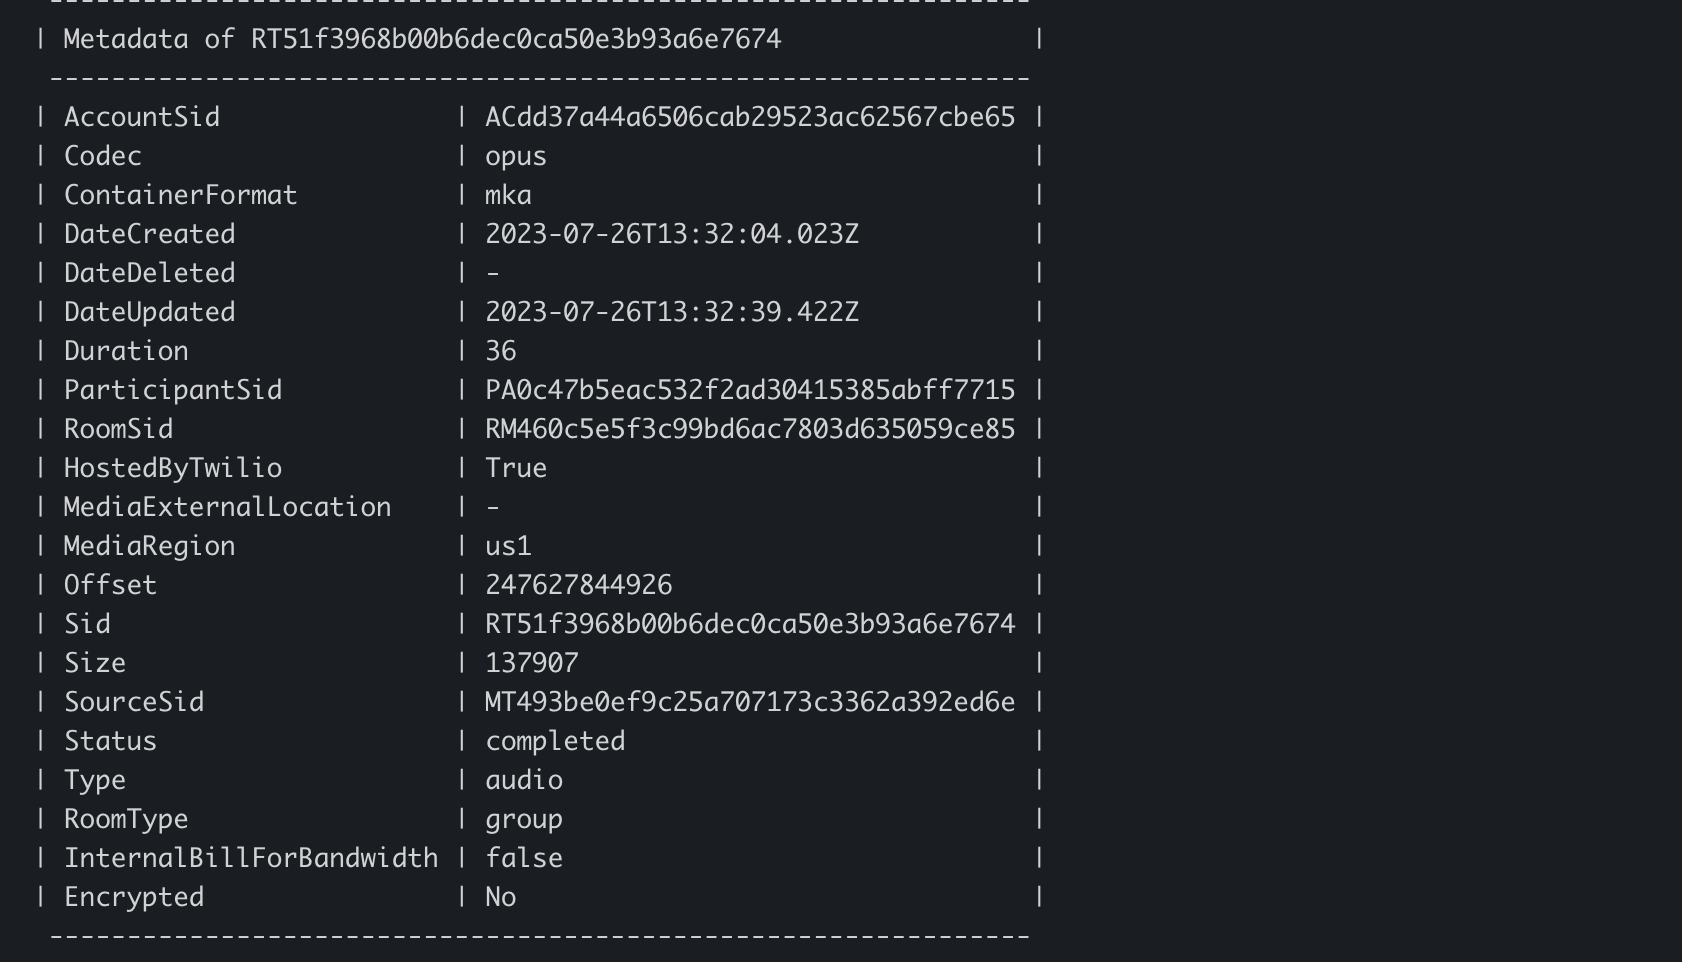 --------------------------------------------------------------
| Metadata of RT51f3968b00b6dec0ca50e3b93a6e7674 |
---------------------------------------------------------------
| AccountSid | ACdd37a44a6506cab29523ac62567cbe65 |
| Codec | opus |
| ContainerFormat | mka |
| DateCreated | 2023-07-26T13:32:04.023Z |
| DateDeleted | - |
| DateUpdated | 2023-07-26T13:32:39.422Z |
| Duration | 36 |
| ParticipantSid | PA0c47b5eac532f2ad30415385abff7715 |
| RoomSid | RM460c5e5f3c99bd6ac7803d635059ce85 |
| HostedByTwilio | True |
| MediaExternalLocation | - |
| MediaRegion | us1 |
| Offset | 247627844926 |
| Sid | RT51f3968b00b6dec0ca50e3b93a6e7674 |
| Size | 137907 |
| SourceSid | MT493be0ef9c25a707173c3362a392ed6e |
| Status | completed |
| Type | audio |
| RoomType | group |
| InternalBillForBandwidth | false |
| Encrypted | No |
---------------------------------------------------------------